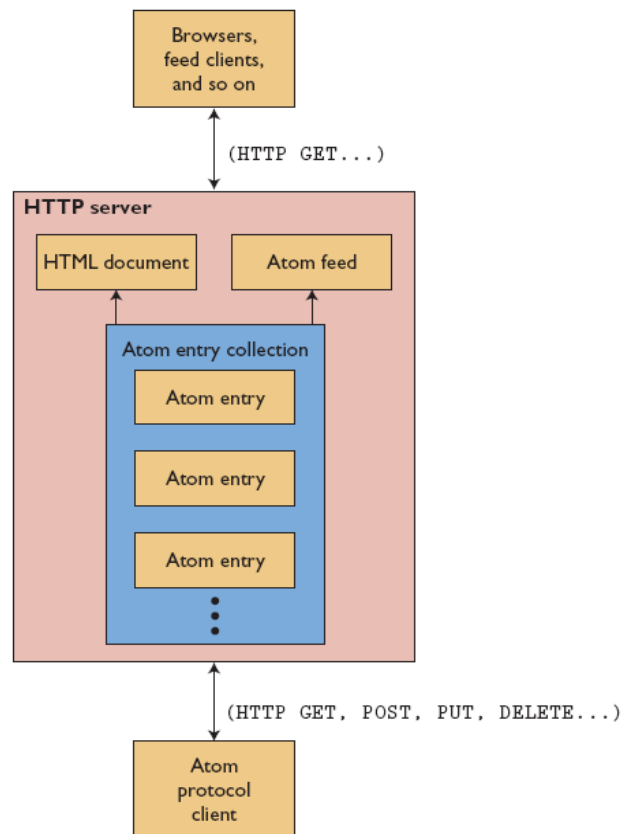 Browsers,
feed clients,
and so on
(HTTP GET...)
HTTP server
HTML document
Atom feed
Atom entry collection
Atom entry
Atom entry
Atom entry
(HTTP GET, POST, PUT, DELETE...)
Atom
protocol
client